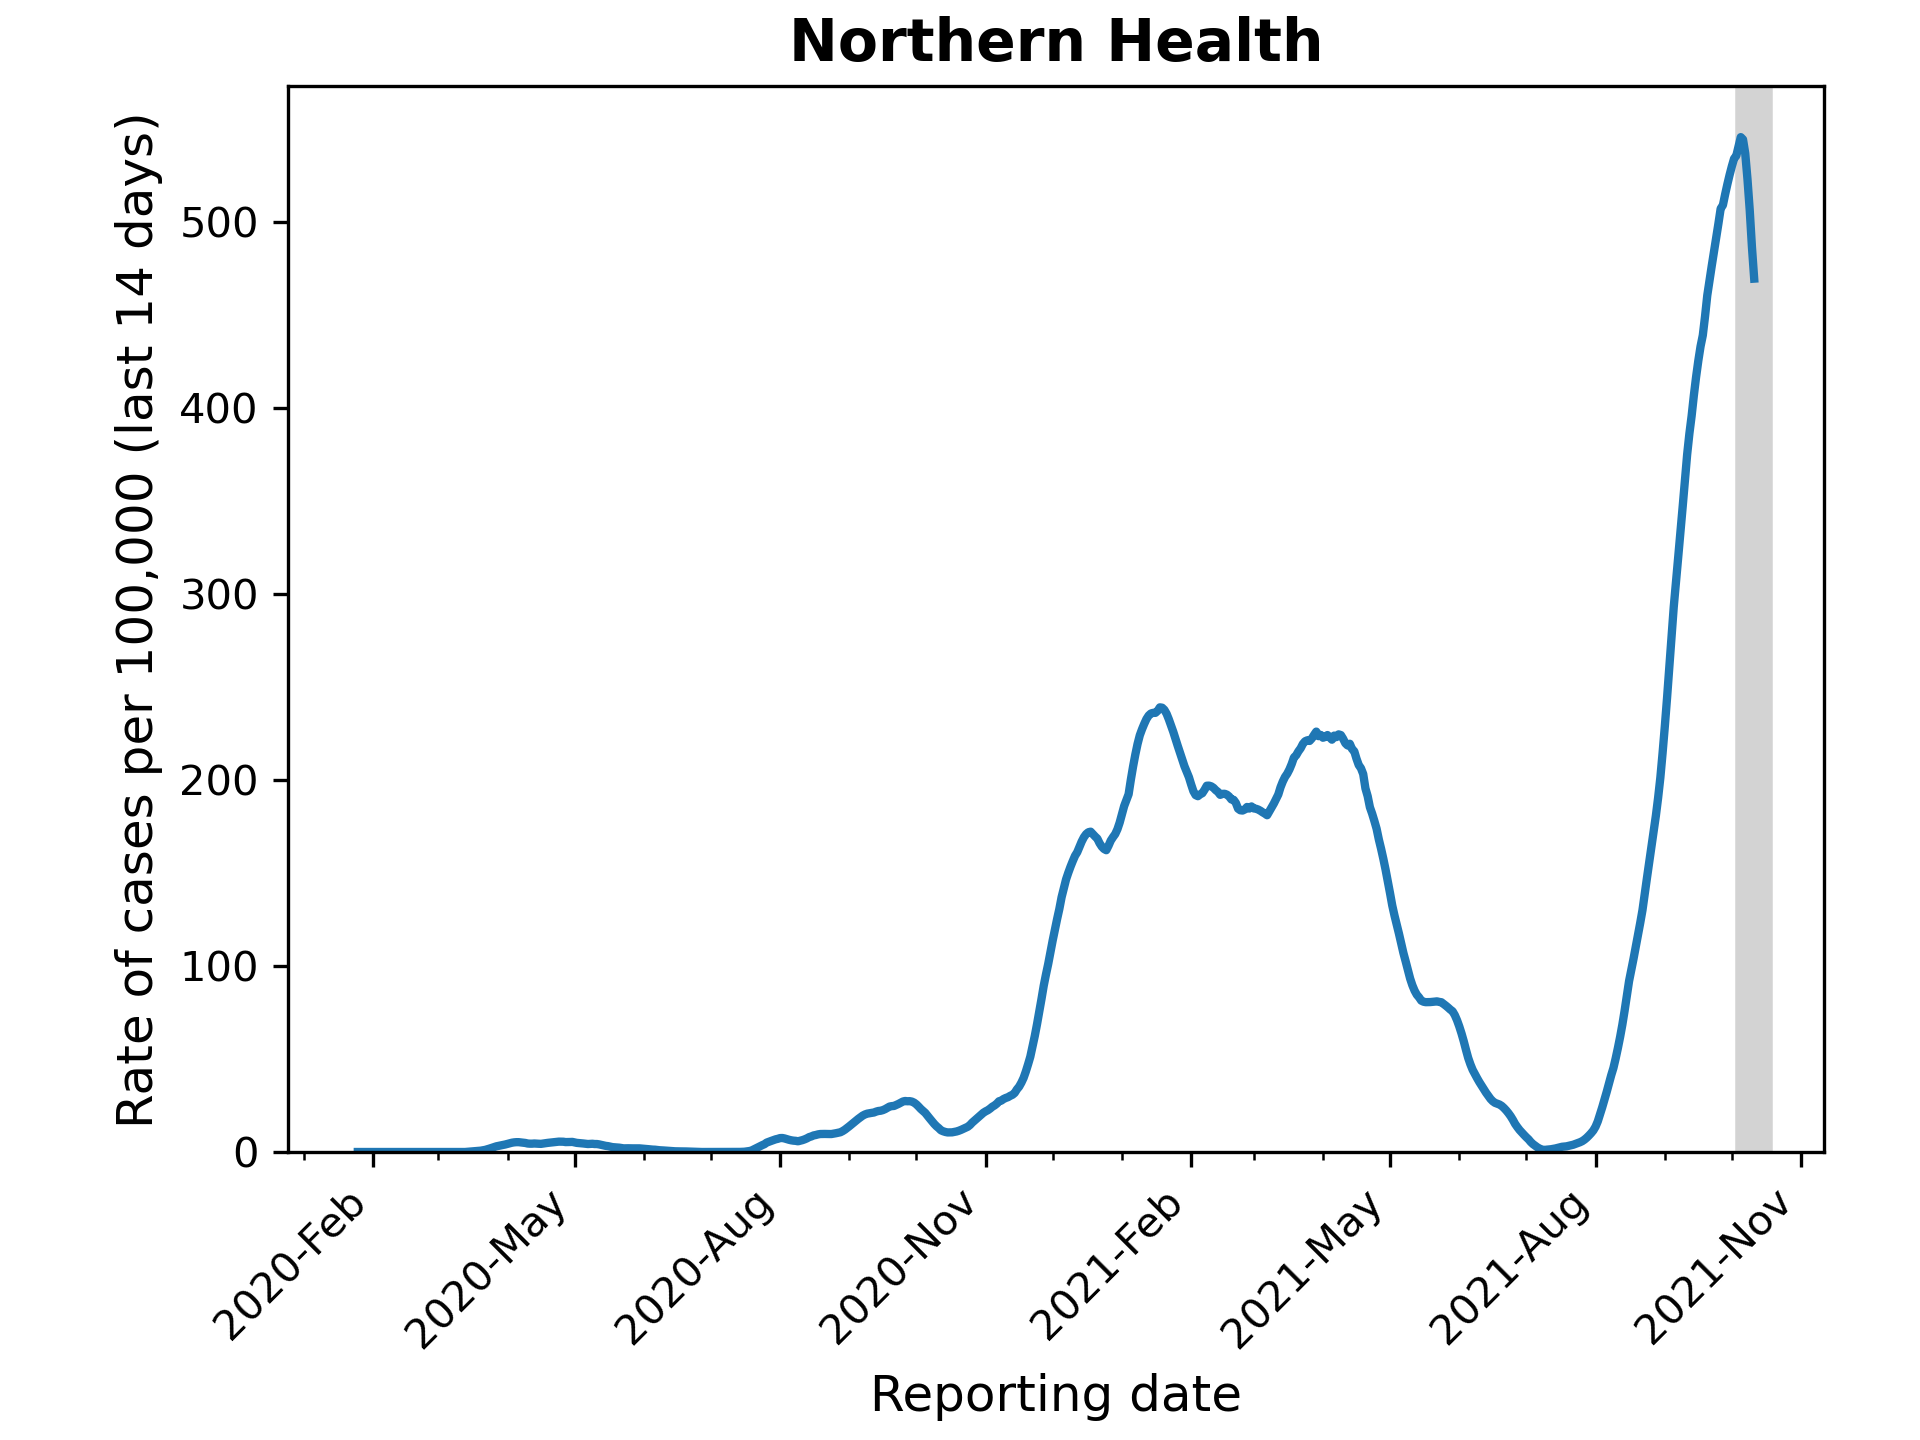 Northern Health
Rate of cases per 100,000 (last 14 days)
500
400
300
200
100
0
2020-Feb
2020-May
2020-Aug
2020-Nov
2021-Feb
2021-May
2021-Aug
2021-Nov
Reporting date